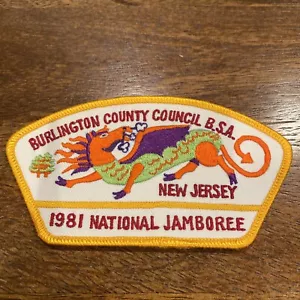 BURLINGTON COUNTY COUNCIL B.S.A.
NEW JERSEY
1981 NATIONAL JAMBOREE